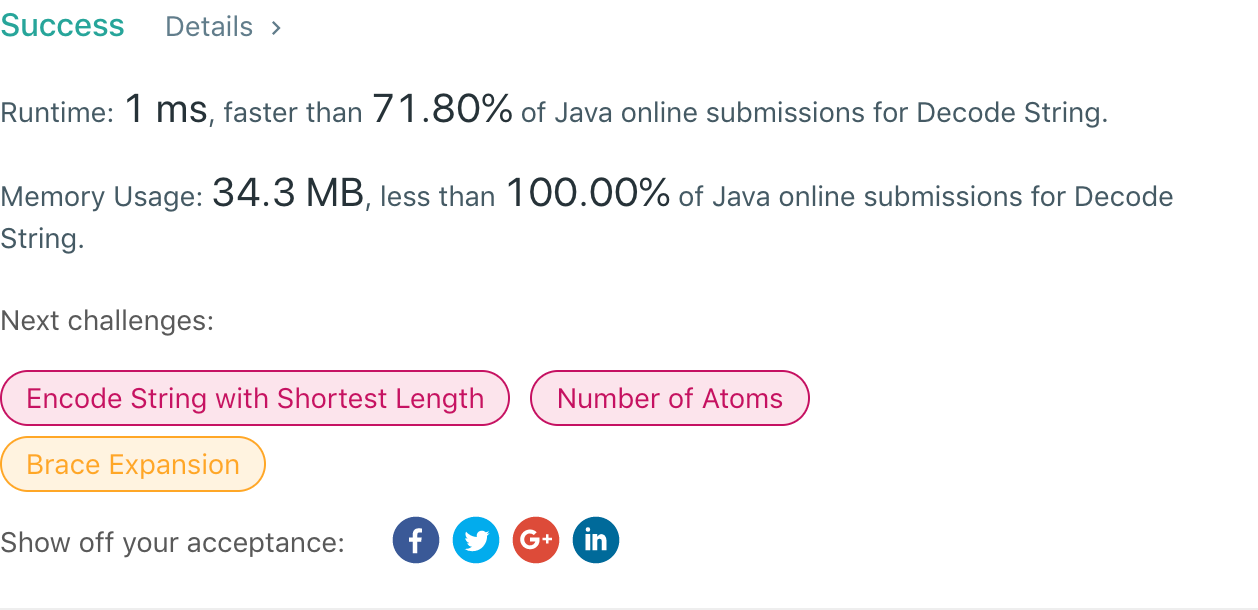 Success Details >
Runtime: 1 ms, faster than 71.80% of Java online submissions for Decode String.
Memory Usage: 34.3 MB, less than 100.00% of Java online submissions for Decode
String.
Next challenges:
Encode String with Shortest Length Number of Atoms
Brace Expansion
Show off your acceptance: f G+ in